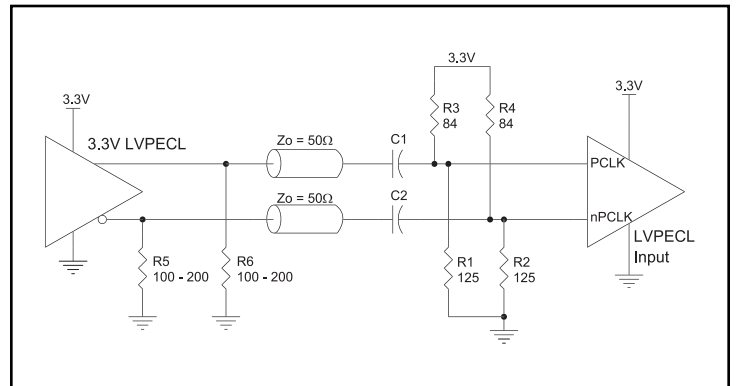 3.3V
3.3V LVPECL
R5
100 - 200
R6
100 - 200
Zo = 50Ω
Zo = 50Ω
C1
C2
3.3V
R3
84
R4
84
R1
125
R2
125
3.3V
PCLK
nPCLK
LVPECL
Input